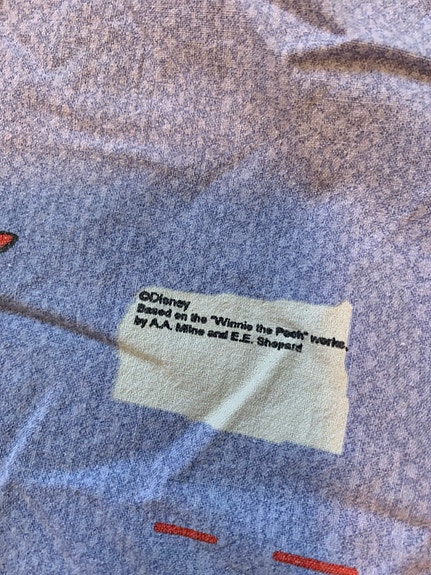 ©Disney
Based on the "Winnie the Pooh" works,
by A.A. Milne and E.E. Shepard